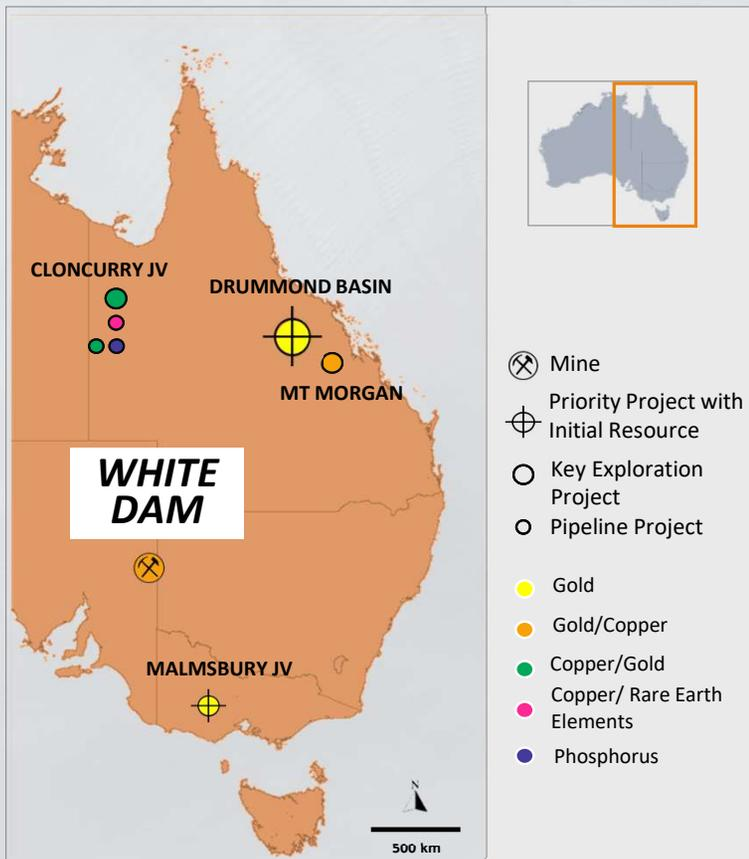 CLONCURRY JV
DRUMMOND BASIN
MT MORGAN
WHITE
DAM
MALMSBURY JV
N
500 km
Mine
Priority Project with
Initial Resource
Key Exploration
Project
Pipeline Project
Gold
Gold/Copper
Copper/Gold
Copper/ Rare Earth
Elements
Phosphorus